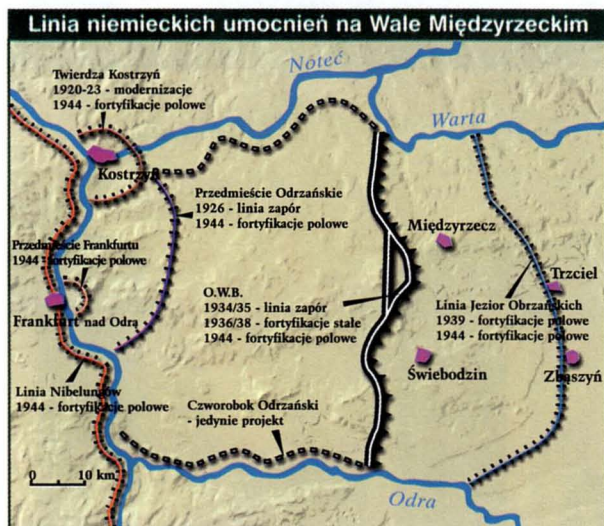 Linia niemieckich umocnień na Wale Międzyrzeckim
Twierdza Kostrzyń
1920-23 - modernizacje
1944 - fortyfikacje polowe
Noteć
Warta
Kostrzyń
Przedmieście Odrzańskie
1926 - linia zapór
1944 - fortyfikacje polowe
Międzyrzecz
Przedmieście Frankfurtu
1944 - fortyfikacje polowe
Trzciel
O.W.B.
1934/35 - linia zapór
1936/38 - fortyfikacje stałe
1944 - fortyfikacje polowe
Linia Jezior Obrzańskich
1939 - fortyfikacje polowe
1944 - fortyfikacje polowe
Frankfurt nad Odrą
Świebodzin
Zbąszyń
Linia Nibelungów
1944 - fortyfikacje polowe
Czworobok Odrzański
- jedynie projekt
0 10 km
Odra